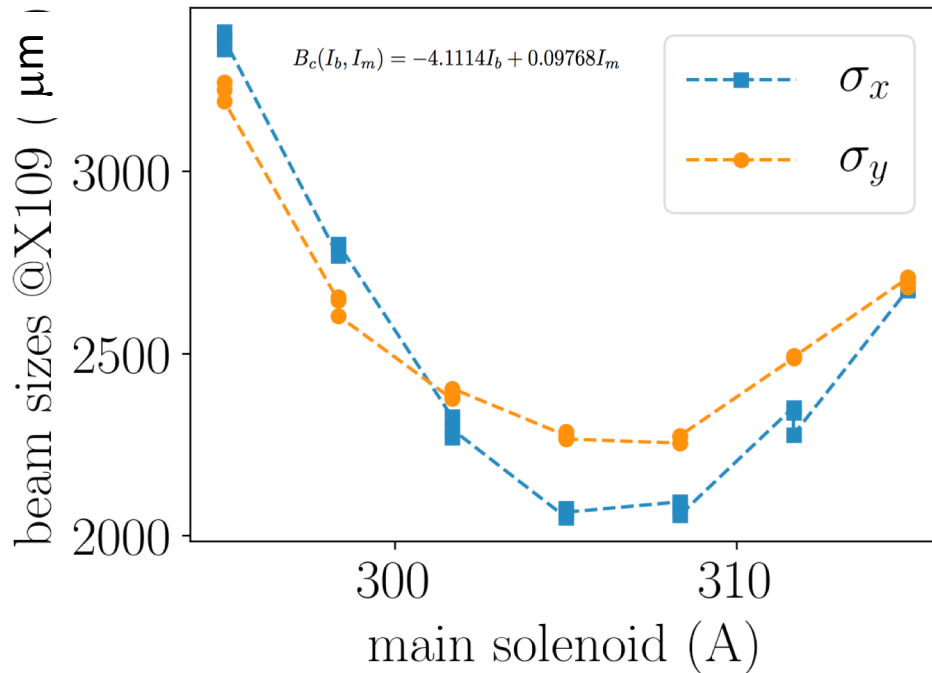 B_c(I_b, I_m) = −4.1114I_b + 0.09768I_m
σ_x
σ_y
beam sizes @X109 ( μm )
3000
2500
2000
300 310
main solenoid (A)